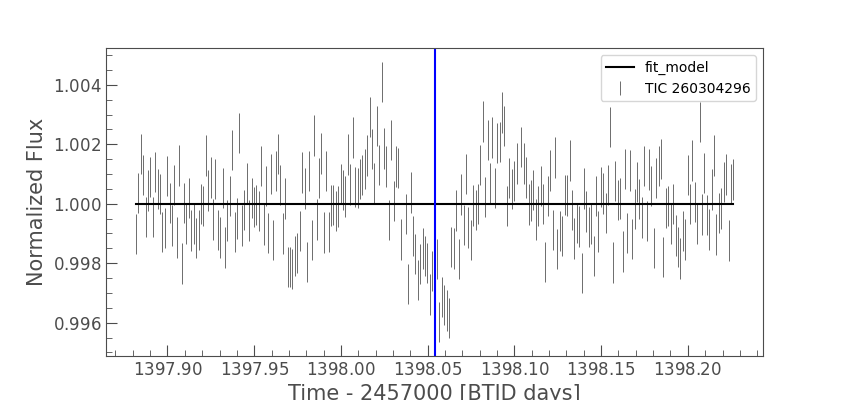 fit_model
TIC 260304296
1.004
1.002
1.000
0.998
0.996
Normalized Flux
1397.90 1397.95 1398.00 1398.05 1398.10 1398.15 1398.20
Time - 2457000 [BTJD days]